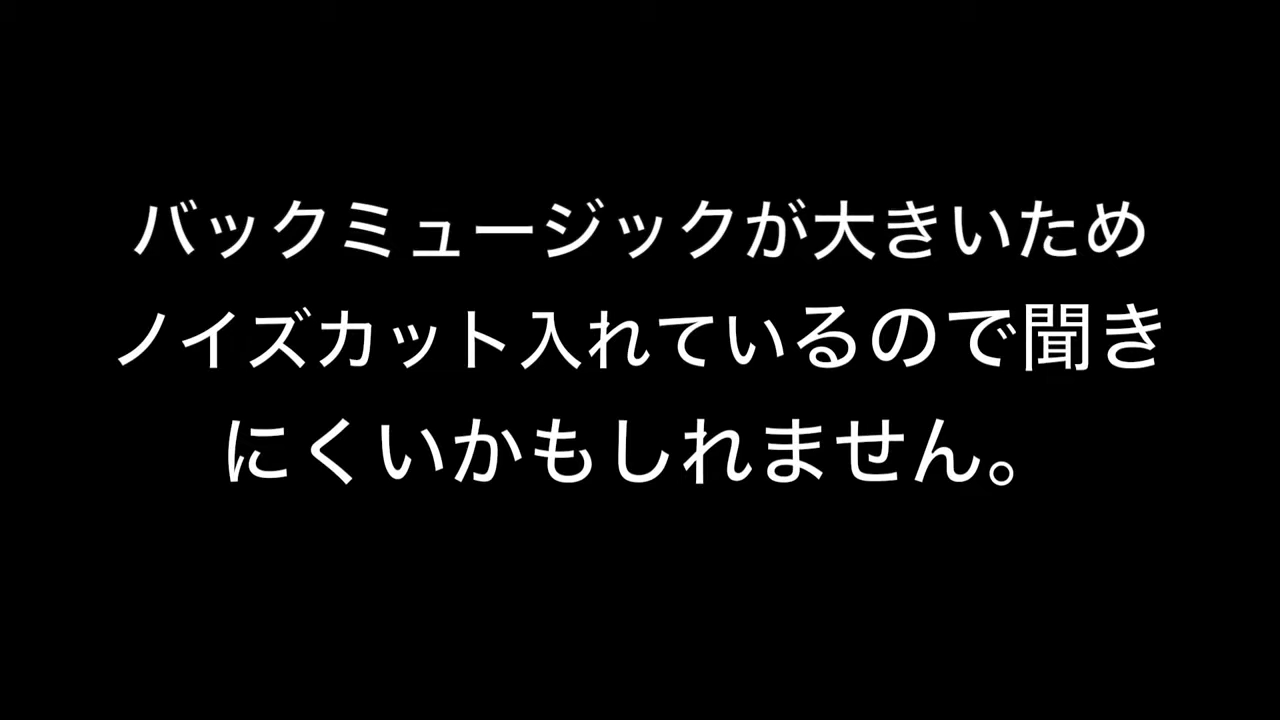 バックミュージックが大きいため
ノイズカット入れているので聞き
にくいかもしれません。